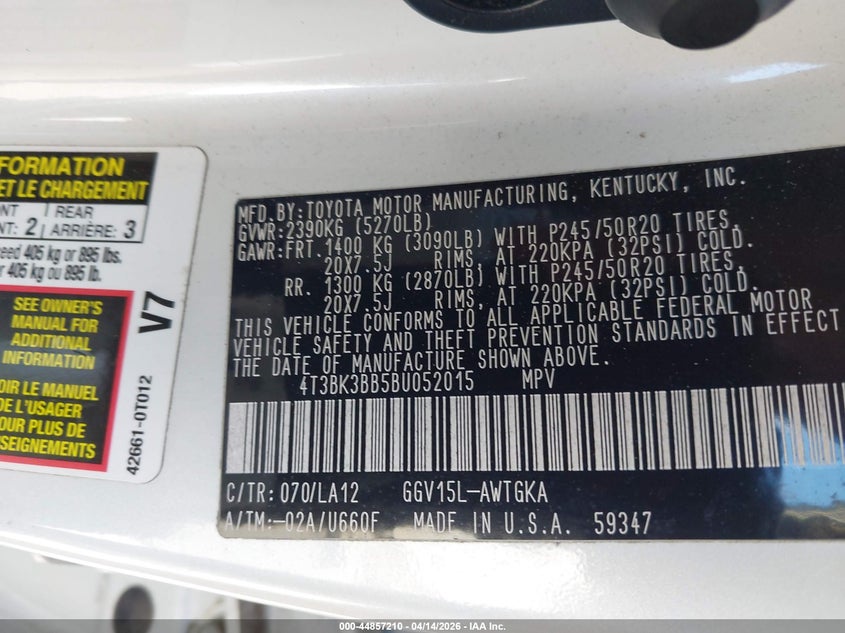 FORMATION
ET LE CHARGEMENT
NT: 2 | REAR ARRIÈRE: 3
eed 405 kg or 895 lbs.
405 kg ou 895 lb.
SEE OWNER'S
MANUAL FOR
ADDITIONAL
INFORMATION
IR LE MANUEL
DE L'USAGER
POUR PLUS DE
NSEIGNEMENTS
V7
42661-0T012
MFD.BY:TOYOTA MOTOR MANUFACTURING, KENTUCKY, INC.
GVWR:2390KG (5270LB)
GAWR:FRT. 1400 KG (3090LB) WITH P245/50R20 TIRES,
20X7.5J RIMS, AT 220KPA (32PSI) COLD.
RR. 1300 KG (2870LB) WITH P245/50R20 TIRES,
20X7.5J RIMS, AT 220KPA (32PSI) COLD.
THIS VEHICLE CONFORMS TO ALL APPLICABLE FEDERAL MOTOR
VEHICLE SAFETY AND THEFT PREVENTION STANDARDS IN EFFECT
THE DATE OF MANUFACTURE SHOWN ABOVE.
4T3BK3BB5BU052015 MPV
C/TR:070/LA12 GGV15L-AWTGKA
A/TM:-02A/U660F MADE IN U.S.A. 59347
000-44857210 - 04/14/2026 - IAA Inc.